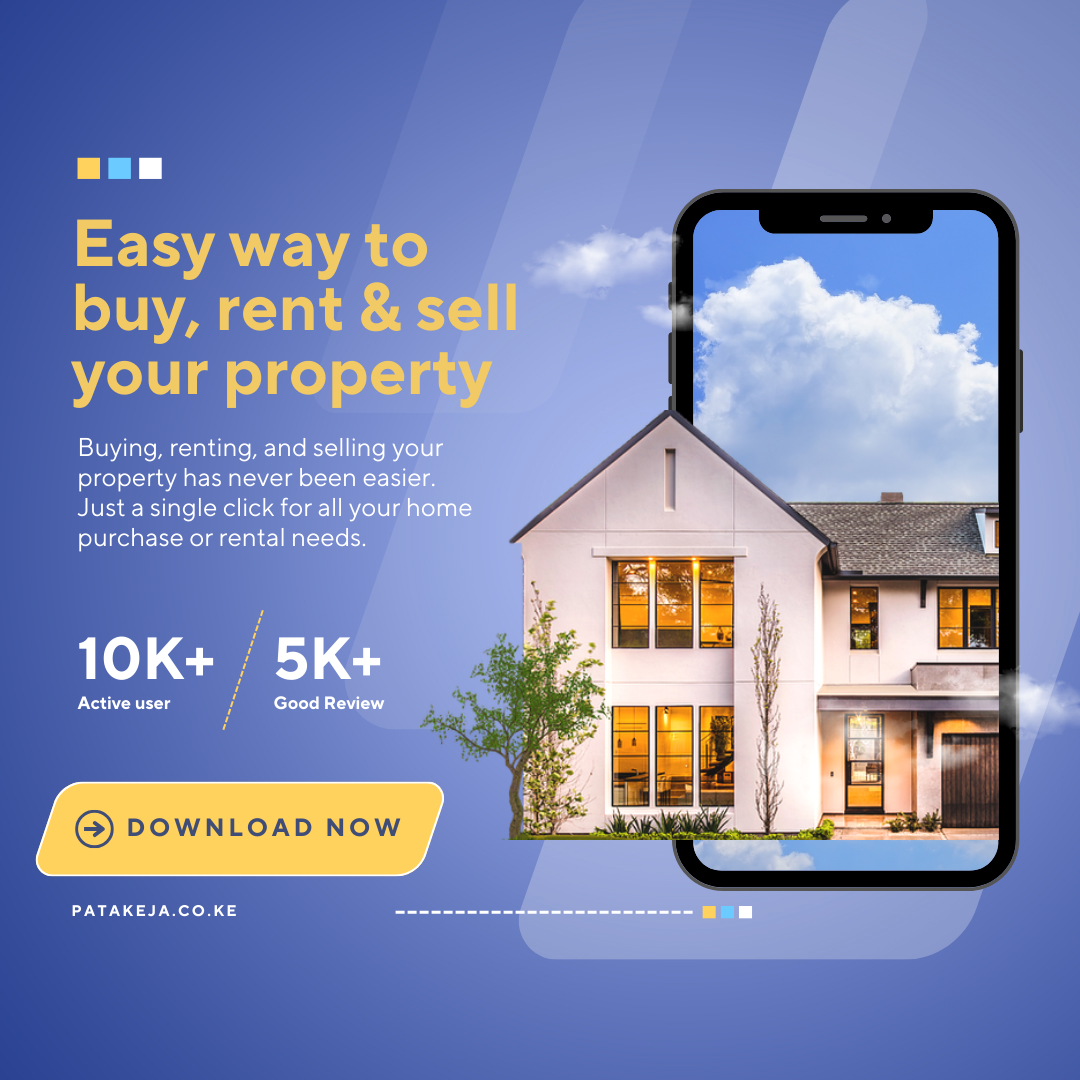 Easy way to
buy, rent & sell
your property
Buying, renting, and selling your
property has never been easier.
Just a single click for all your home
purchase or rental needs.
10K+
Active user
5K+
Good Review
DOWNLOAD NOW
PATAKEJA.CO.KE